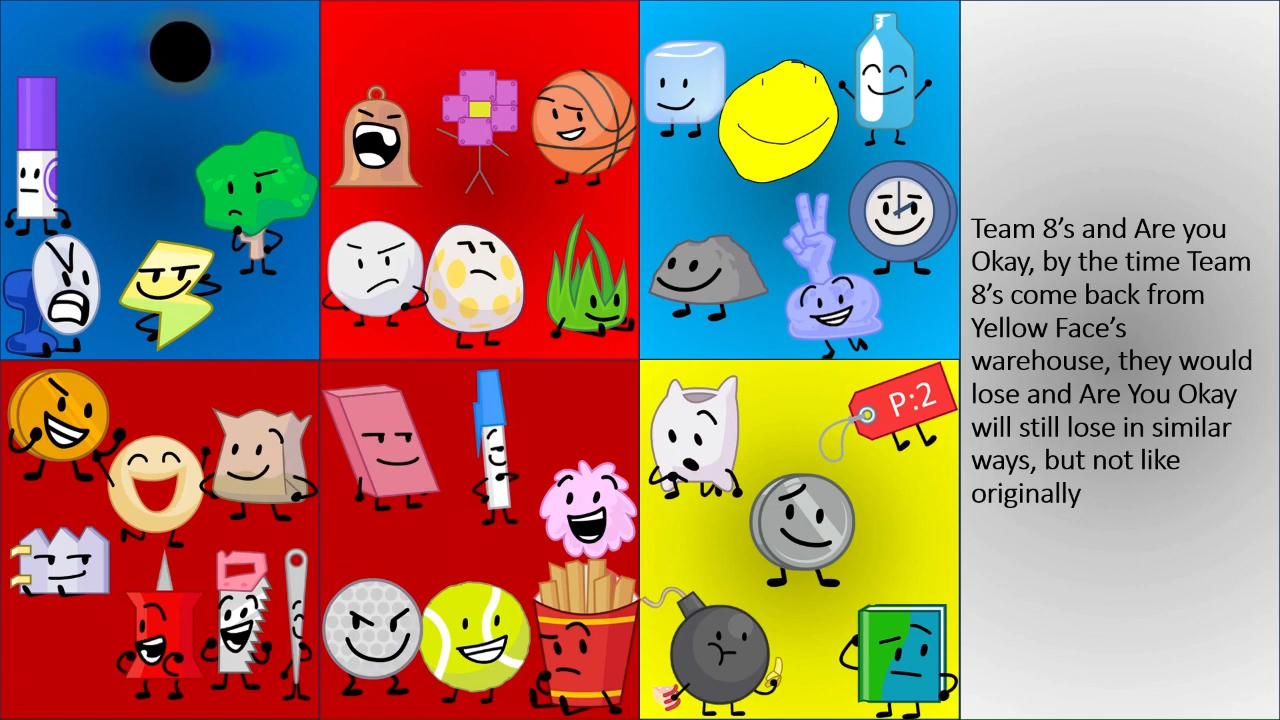 P:2
Team 8’s and Are you
Okay, by the time Team
8’s come back from
Yellow Face’s
warehouse, they would
lose and Are You Okay
will still lose in similar
ways, but not like
originally